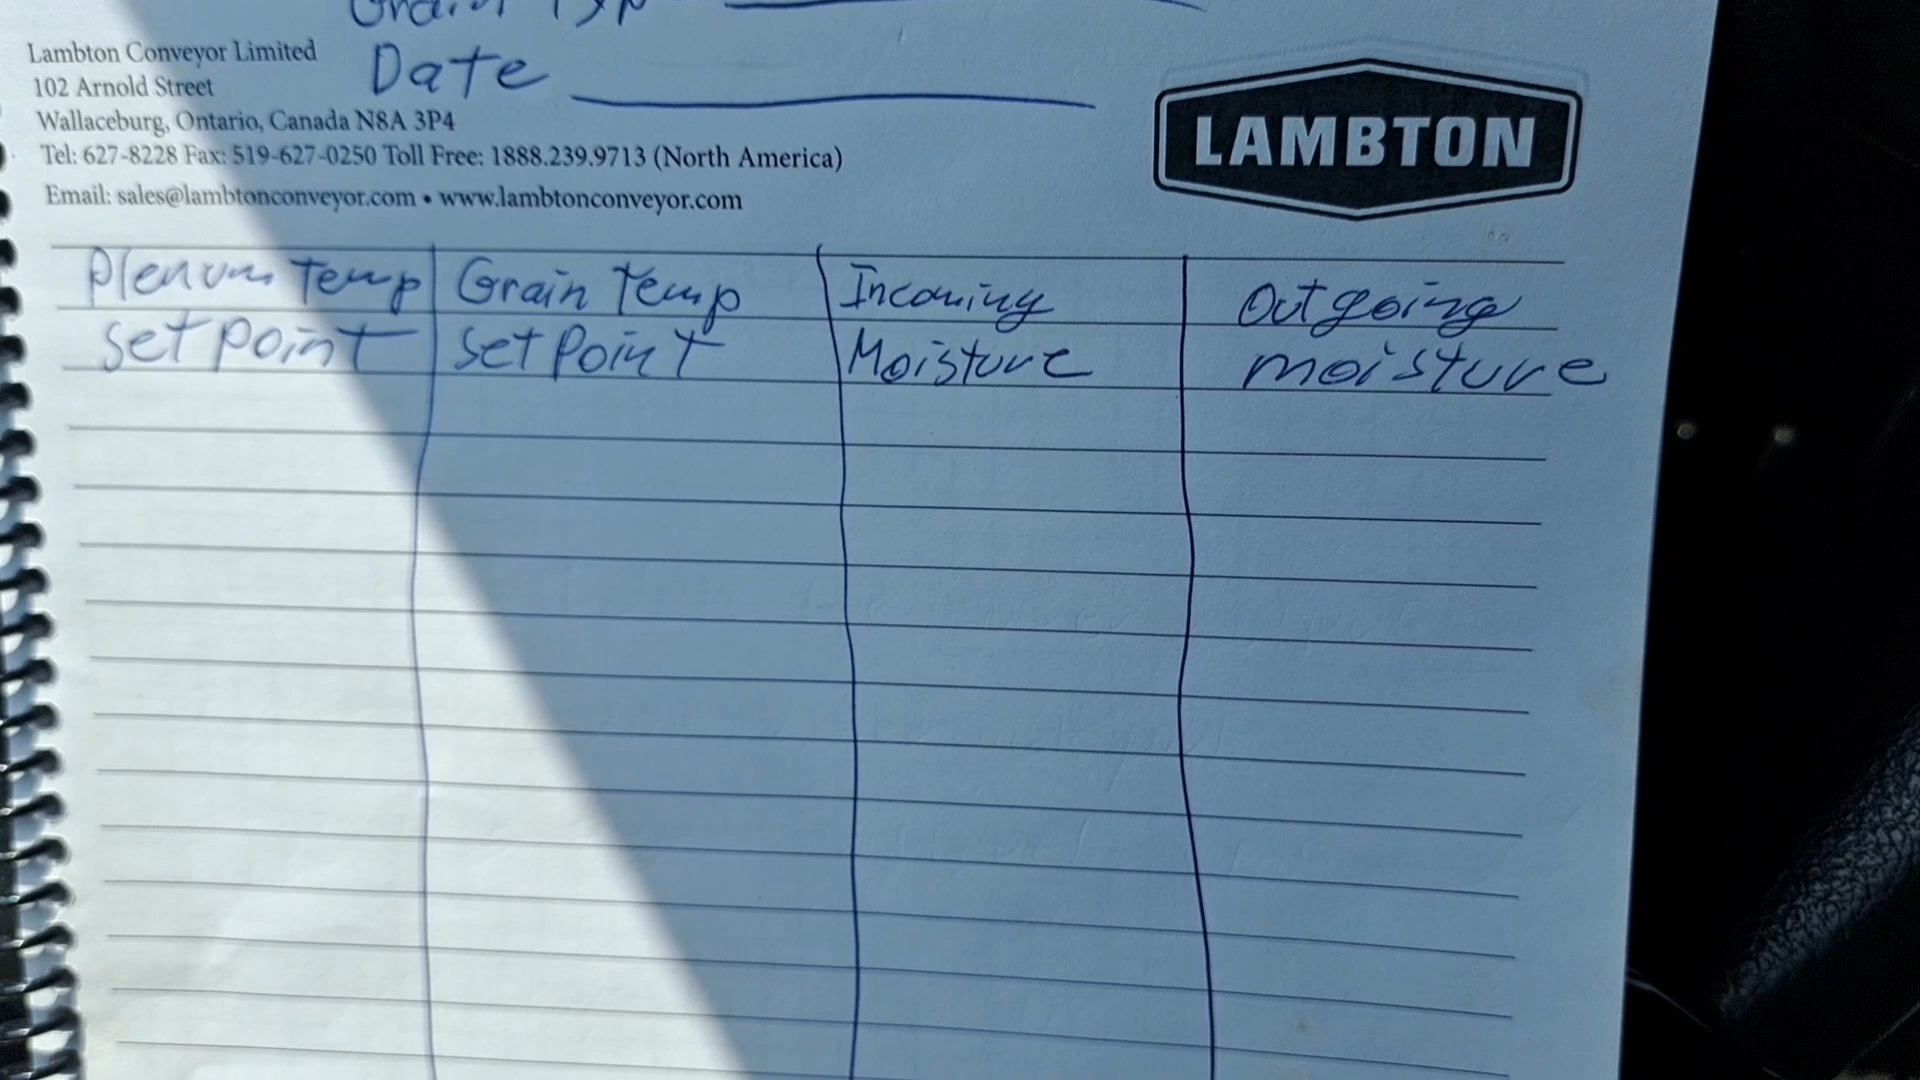 Grain Typ
Lambton Conveyor Limited
Date
102 Arnold Street
Wallaceburg, Ontario, Canada N8A 3P4
Tel: 627-8228 Fax: 519-627-0250 Toll Free: 1888.239.9713 (North America)
Email: sales@lambtonconveyor.com • www.lambtonconveyor.com
LAMBTON
Plenum Temp Grain Temp Incoming Outgoing
set point set Point Moisture moisture